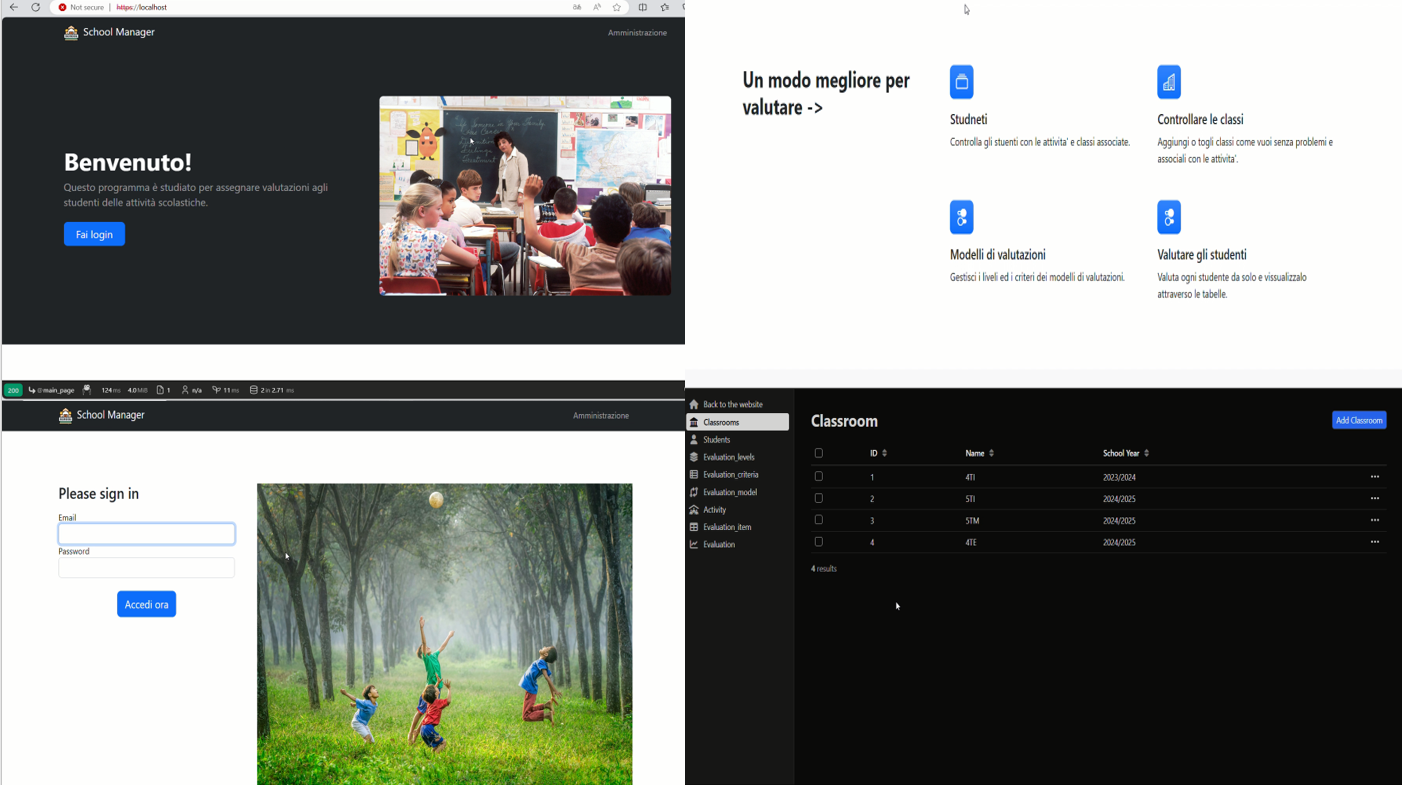 Not secure | https://localhost
School Manager
Amministrazione
Benvenuto!
Questo programma è studiato per assegnare valutazioni agli
studenti delle attività scolastiche.
Fai login
Un modo megliore per
valutare ->
Studneti
Controlla gli stuenti con le attivita' e classi associate.
Controllare le classi
Aggiungi o togli classi come vuoi senza problemi e
associali con le attivita'.
Modelli di valutazioni
Gestisci i liveli ed i criteri dei modelli di valutazioni.
Valutare gli studenti
Valuta ogni studente da solo e vissualizzalo
attraverso le tabelle.
200 @main_page 124 ms 4.0 MiB 1 n/a 11 ms 2 in 2.71 ms
School Manager
Amministrazione
Please sign in
Email
Password
Accedi ora
Back to the website
Classrooms
Students
Evaluation_levels
Evaluation_criteria
Evaluation_model
Activity
Evaluation_item
Evaluation
Classroom
Add Classroom
ID Name School Year
1 4TI 2023/2024
2 5TI 2024/2025
3 5TM 2024/2025
4 4TE 2024/2025
4 results